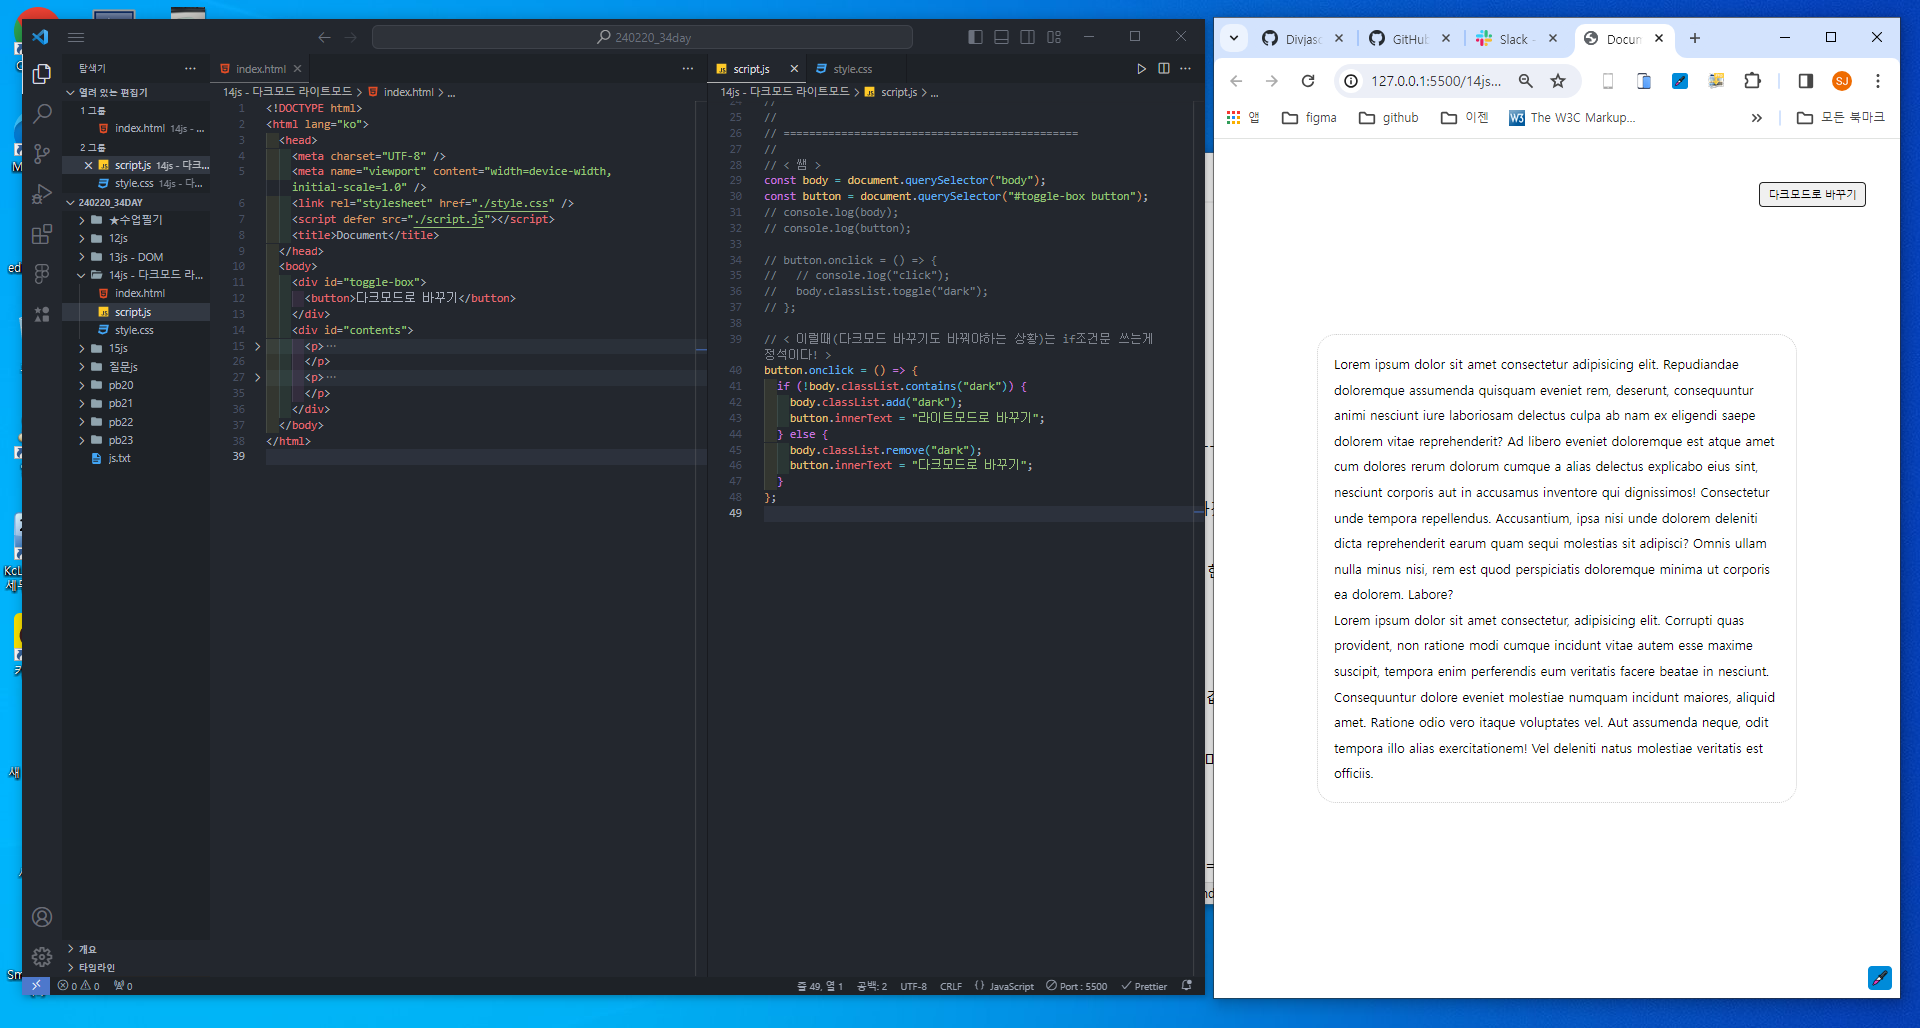 240220_34day
탐색기
열려 있는 편집기
1 그룹
index.html 14js - ...
2 그룹
script.js 14js - 다크...
style.css 14js - 다...
240220_34DAY
★수업필기
12js
13js - DOM
14js - 다크모드 라...
index.html
script.js
style.css
15js
질문js
pb20
pb21
pb22
pb23
js.txt
개요
타임라인
index.html
14js - 다크모드 라이트모드 > index.html > ...
1 <!DOCTYPE html>
2 <html lang="ko">
3 <head>
4 <meta charset="UTF-8" />
5 <meta name="viewport" content="width=device-width,
initial-scale=1.0" />
6 <link rel="stylesheet" href="./style.css" />
7 <script defer src="./script.js"></script>
8 <title>Document</title>
9 </head>
10 <body>
11 <div id="toggle-box">
12 <button>다크모드로 바꾸기</button>
13 </div>
14 <div id="contents">
15 <p>···
26 </p>
27 <p>···
35 </p>
36 </div>
37 </body>
38 </html>
39
script.js
style.css
14js - 다크모드 라이트모드 > script.js > ...
24 //
25 //
26 // ==============================================
27 //
28 // < 쌤 >
29 const body = document.querySelector("body");
30 const button = document.querySelector("#toggle-box button");
31 // console.log(body);
32 // console.log(button);
33
34 // button.onclick = () => {
35 //   // console.log("click");
36 //   body.classList.toggle("dark");
37 // };
38
39 // < 이럴때(다크모드 바꾸기도 바꿔야하는 상황)는 if조건문 쓰는게
정석이다! >
40 button.onclick = () => {
41 if (!body.classList.contains("dark")) {
42 body.classList.add("dark");
43 button.innerText = "라이트모드로 바꾸기";
44 } else {
45 body.classList.remove("dark");
46 button.innerText = "다크모드로 바꾸기";
47 }
48 };
49
0 0 0
줄 49, 열 1 공백: 2 UTF-8 CRLF {} JavaScript Port : 5500 Prettier
Divjasc
GitHub
Slack -
Docum
127.0.0.1:5500/14js...
SJ
앱 figma github 이젠 W3 The W3C Markup... » 모든 북마크
다크모드로 바꾸기
Lorem ipsum dolor sit amet consectetur adipisicing elit. Repudiandae
doloremque assumenda quisquam eveniet rem, deserunt, consequuntur
animi nesciunt iure laboriosam delectus culpa ab nam ex eligendi saepe
dolorem vitae reprehenderit? Ad libero eveniet doloremque est atque amet
cum dolores rerum dolorum cumque a alias delectus explicabo eius sint,
nesciunt corporis aut in accusamus inventore qui dignissimos! Consectetur
unde tempora repellendus. Accusantium, ipsa nisi unde dolorem deleniti
dicta reprehenderit earum quam sequi molestias sit adipisci? Omnis ullam
nulla minus nisi, rem est quod perspiciatis doloremque minima ut corporis
ea dolorem. Labore?
Lorem ipsum dolor sit amet consectetur, adipisicing elit. Corrupti quas
provident, non ratione modi cumque incidunt vitae autem esse maxime
suscipit, tempora enim perferendis eum veritatis facere beatae in nesciunt.
Consequuntur dolore eveniet molestiae numquam incidunt maiores, aliquid
amet. Ratione odio vero itaque voluptates vel. Aut assumenda neque, odit
tempora illo alias exercitationem! Vel deleniti natus molestiae veritatis est
officiis.